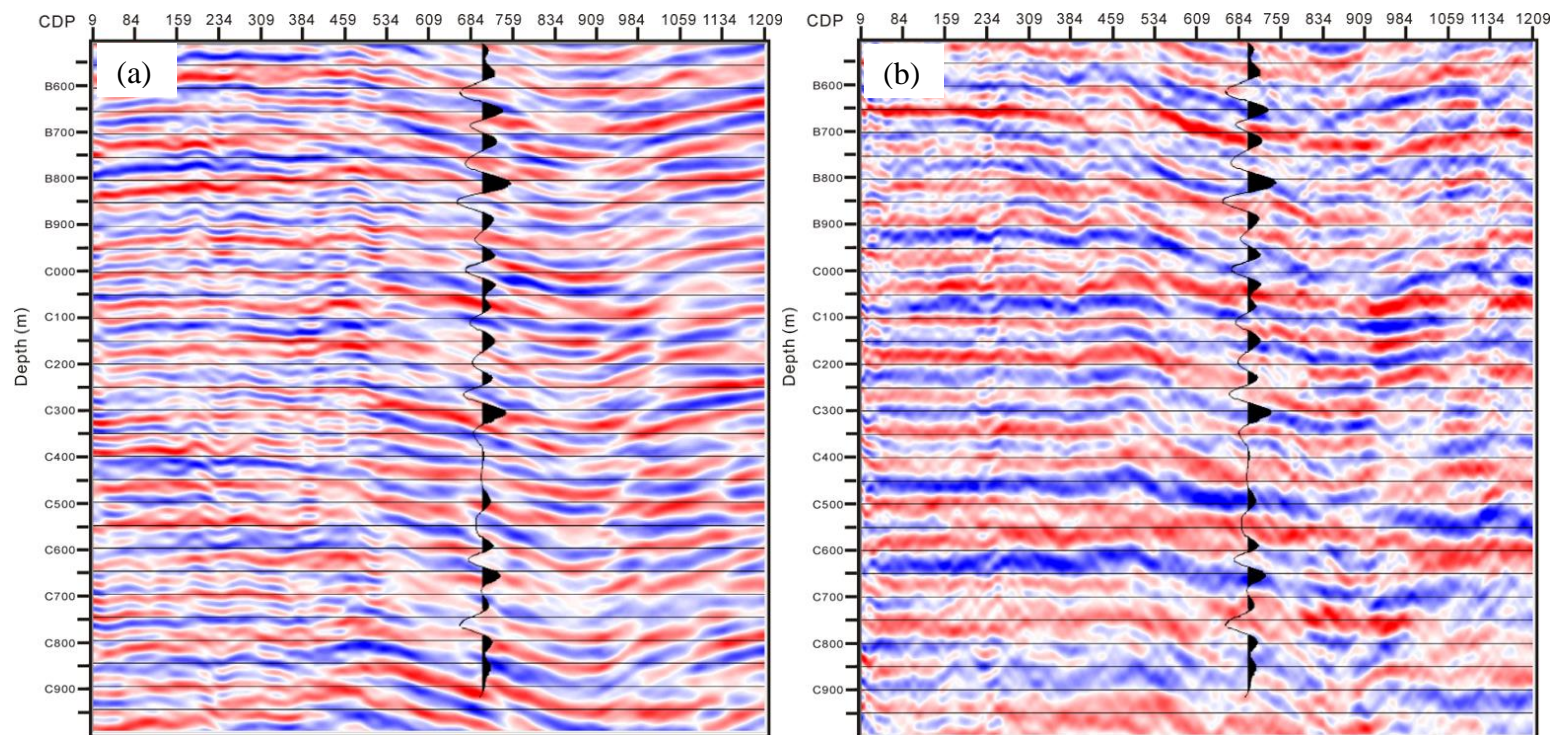 CDP 9 84 159 234 309 384 459 534 609 684 759 834 909 984 1059 1134 1209
(a)
B600
B700
B800
B900
C000
C100
C200
C300
C400
C500
C600
C700
C800
C900
Depth (m)
CDP 9 84 159 234 309 384 459 534 609 684 759 834 909 984 1059 1134 1209
(b)
B600
B700
B800
B900
C000
C100
C200
C300
C400
C500
C600
C700
C800
C900
Depth (m)